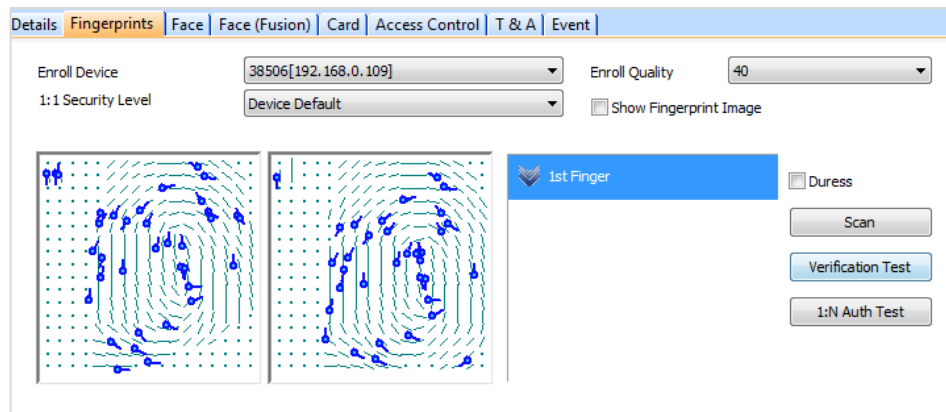 Details Fingerprints Face Face (Fusion) Card Access Control T & A Event
Enroll Device 38506[192.168.0.109] Enroll Quality 40
1:1 Security Level Device Default Show Fingerprint Image
1st Finger Duress
Scan
Verification Test
1:N Auth Test